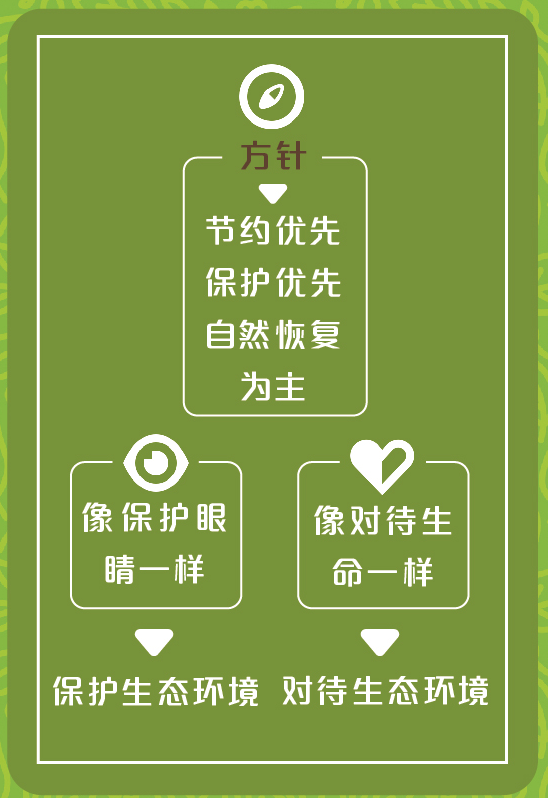 方针
节约优先
保护优先
自然恢复
为主
像保护眼
睛一样
保护生态环境
像对待生
命一样
对待生态环境